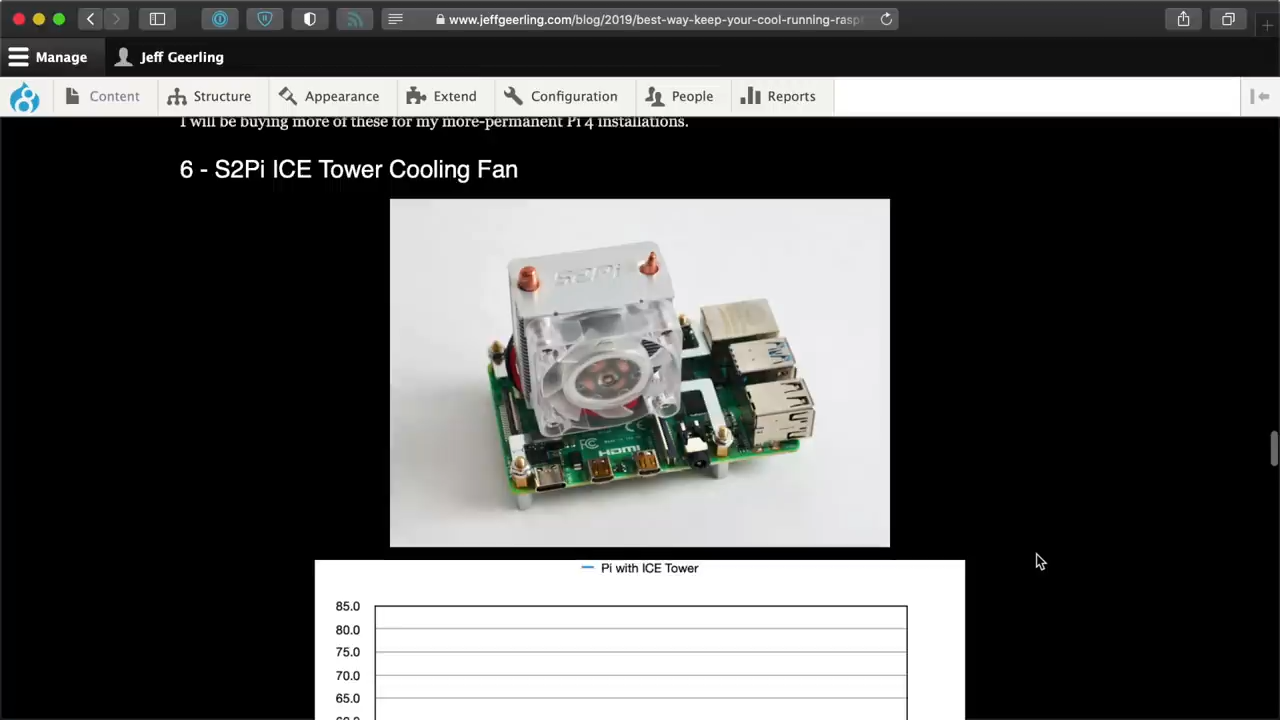 www.jeffgeerling.com/blog/2019/best-way-keep-your-cool-running-rasp
Manage
Jeff Geerling
Content
Structure
Appearance
Extend
Configuration
People
Reports
I will be buying more of these for my more-permanent Pi 4 installations.
6 - S2Pi ICE Tower Cooling Fan
S2Pi
FC
HDMI
Pi with ICE Tower
85.0
80.0
75.0
70.0
65.0